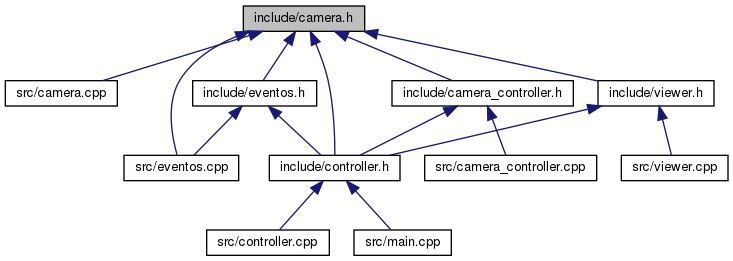 include/camera.h
src/camera.cpp
include/eventos.h
include/camera_controller.h
include/viewer.h
src/eventos.cpp
include/controller.h
src/camera_controller.cpp
src/viewer.cpp
src/controller.cpp
src/main.cpp